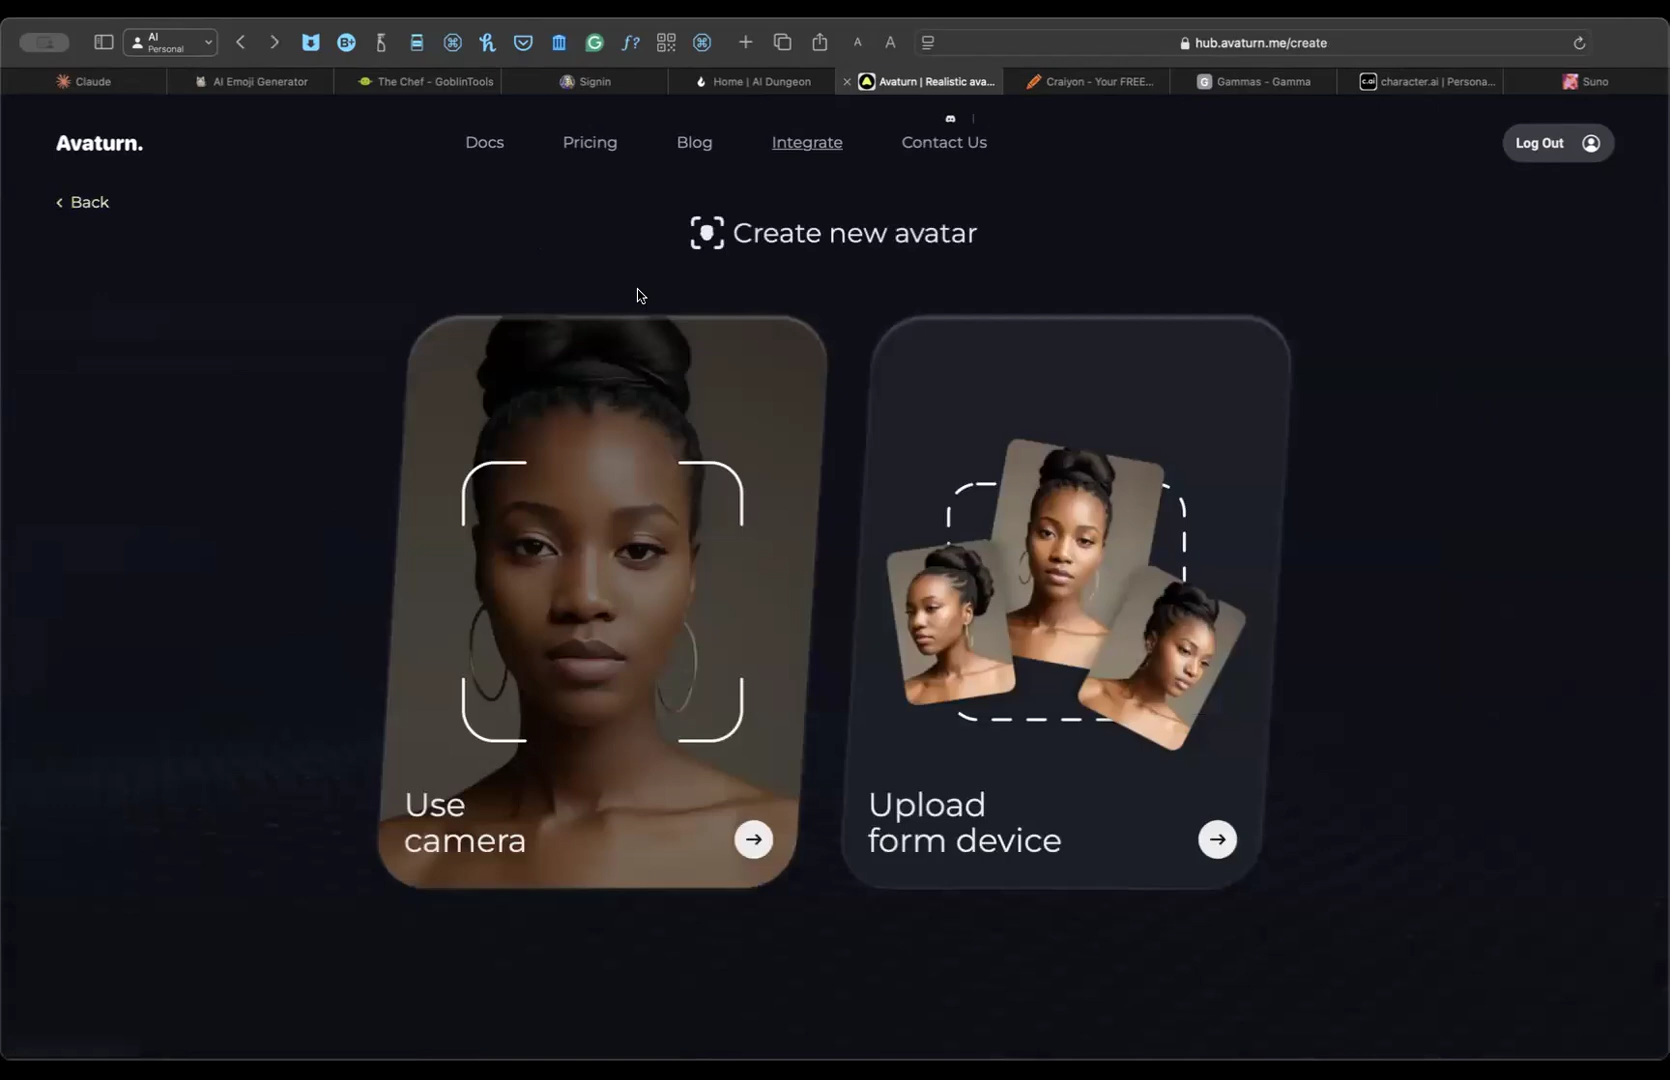 AI
Personal
hub.avaturn.me/create
Claude
AI Emoji Generator
The Chef - GoblinTools
Signin
Home | AI Dungeon
Avaturn | Realistic ava...
Craiyon - Your FREE...
Gammas - Gamma
character.ai | Persona...
Suno
Avaturn.
Docs
Pricing
Blog
Integrate
Contact Us
Log Out
Back
Create new avatar
Use
camera
Upload
form device